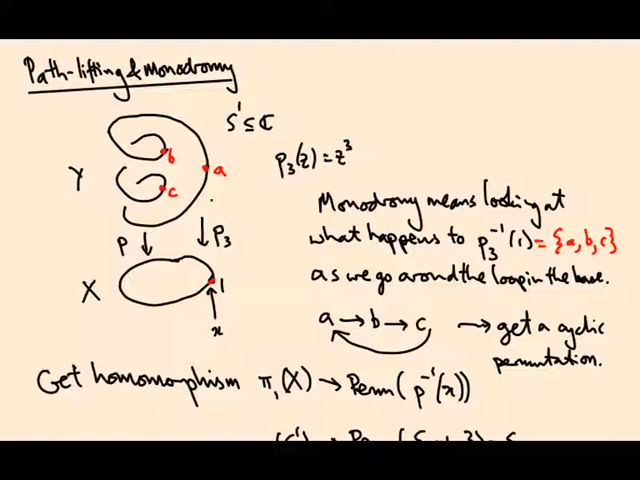 Path-lifting & Monodromy
S¹ ⊆ ℂ
p₃(z) = z³
Y
b
a
c
p
p₃
X
1
x
Monodromy means looking at
what happens to p₃⁻¹(1) = {a, b, c}
as we go around the loop in the base.
a → b → c ⟶ get a cyclic
permutation.
Get homomorphism π₁(X) → Perm(p⁻¹(x))